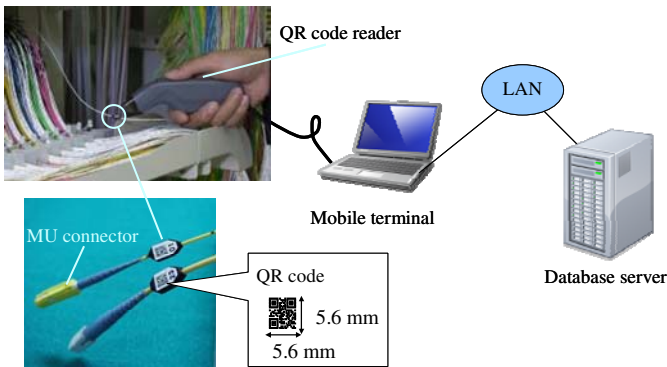 QR code reader
LAN
Mobile terminal
MU connector
Database server
QR code
5.6 mm
5.6 mm